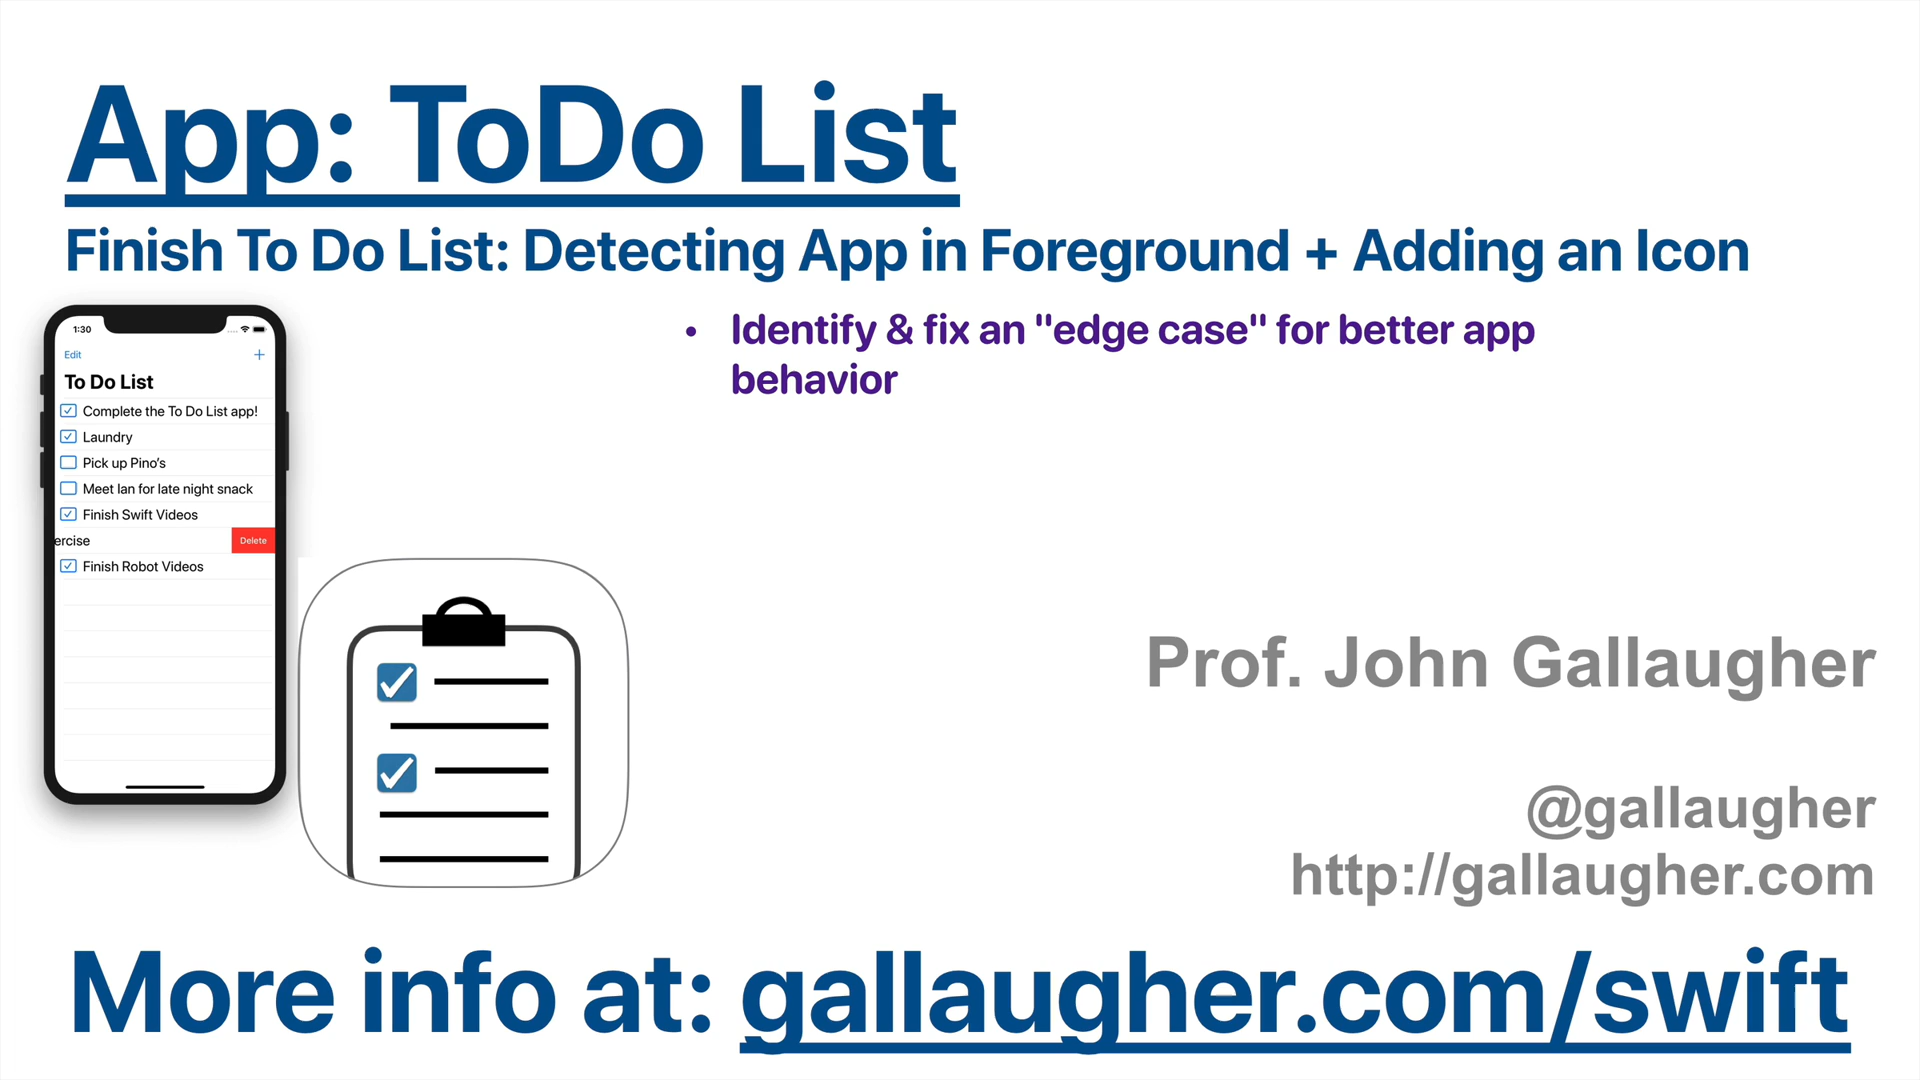 App: ToDo List
Finish To Do List: Detecting App in Foreground + Adding an Icon
• Identify & fix an "edge case" for better app
behavior
1:30
Edit +
To Do List
Complete the To Do List app!
Laundry
Pick up Pino’s
Meet Ian for late night snack
Finish Swift Videos
ercise Delete
Finish Robot Videos
Prof. John Gallaugher
@gallaugher
http://gallaugher.com
More info at: gallaugher.com/swift